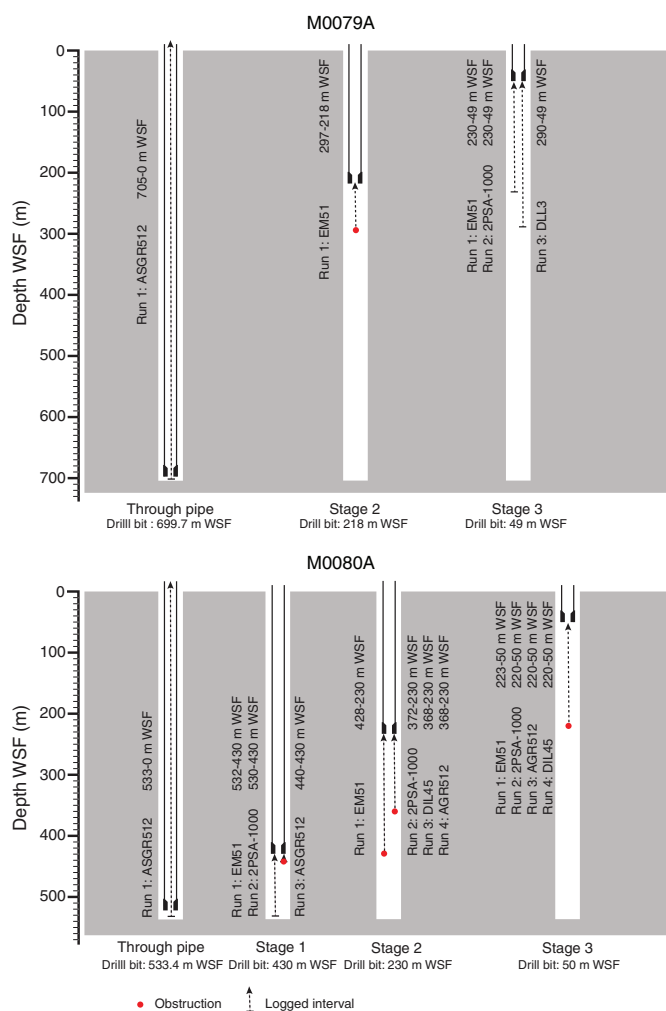 M0079A
0
100
200
300
400
500
600
700
Depth WSF (m)
Run 1: ASGR512 705-0 m WSF
Run 1: EM51 297-218 m WSF
Run 1: EM51 230-49 m WSF
Run 2: 2PSA-1000 230-49 m WSF
Run 3: DLL3 290-49 m WSF
Through pipe
Drilll bit : 699.7 m WSF
Stage 2
Drill bit: 218 m WSF
Stage 3
Drill bit: 49 m WSF
M0080A
0
100
200
300
400
500
Depth WSF (m)
Run 1: ASGR512 533-0 m WSF
Run 1: EM51 532-430 m WSF
Run 2: 2PSA-1000 530-430 m WSF
Run 3: ASGR512 440-430 m WSF
Run 1: EM51 428-230 m WSF
Run 2: 2PSA-1000 372-230 m WSF
Run 3: DIL45 368-230 m WSF
Run 4: AGR512 368-230 m WSF
Run 1: EM51 223-50 m WSF
Run 2: 2PSA-1000 220-50 m WSF
Run 3: AGR512 220-50 m WSF
Run 4: DIL45 220-50 m WSF
Through pipe
Drilll bit: 533.4 m WSF
Stage 1
Drill bit: 430 m WSF
Stage 2
Drill bit: 230 m WSF
Stage 3
Drill bit: 50 m WSF
Obstruction
Logged interval